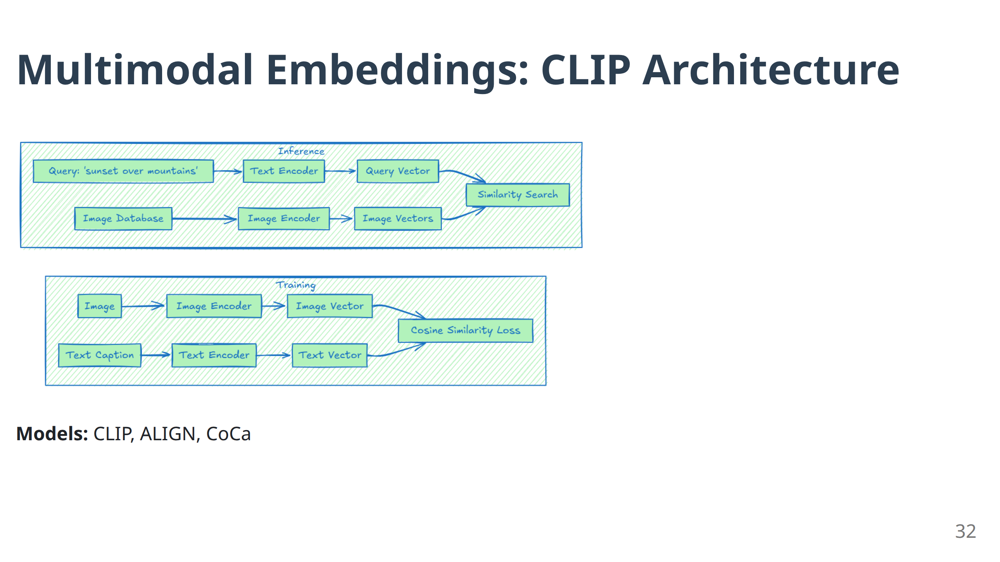 Multimodal Embeddings: CLIP Architecture
Inference
Query: 'sunset over mountains'
Text Encoder
Query Vector
Similarity Search
Image Database
Image Encoder
Image Vectors
Training
Image
Image Encoder
Image Vector
Cosine Similarity Loss
Text Caption
Text Encoder
Text Vector
Models: CLIP, ALIGN, CoCa
32